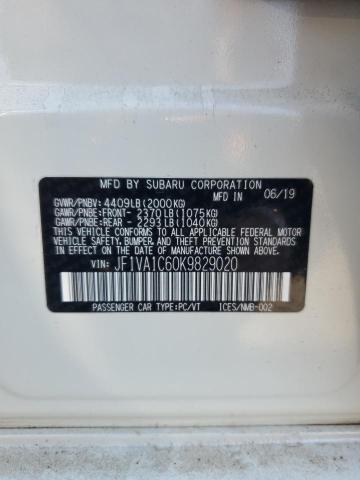 MFD BY SUBARU CORPORATION
MFD IN 06/19
GVWR/PNBV: 4409LB(2000KG)
GAWR/PNBE:FRONT- 2370LB(1075KG)
GAWR/PNBE:REAR - 2293LB(1040KG)
THIS VEHICLE CONFORMS TO ALL APPLICABLE FEDERAL MOTOR
VEHICLE SAFETY, BUMPER, AND THEFT PREVENTION STANDARDS
IN EFFECT ON THE DATE OF MANUFACTURE SHOWN ABOVE.
VIN: JF1VA1C60K9829020
PASSENGER CAR TYPE:PC/VT ICES/NMB-002